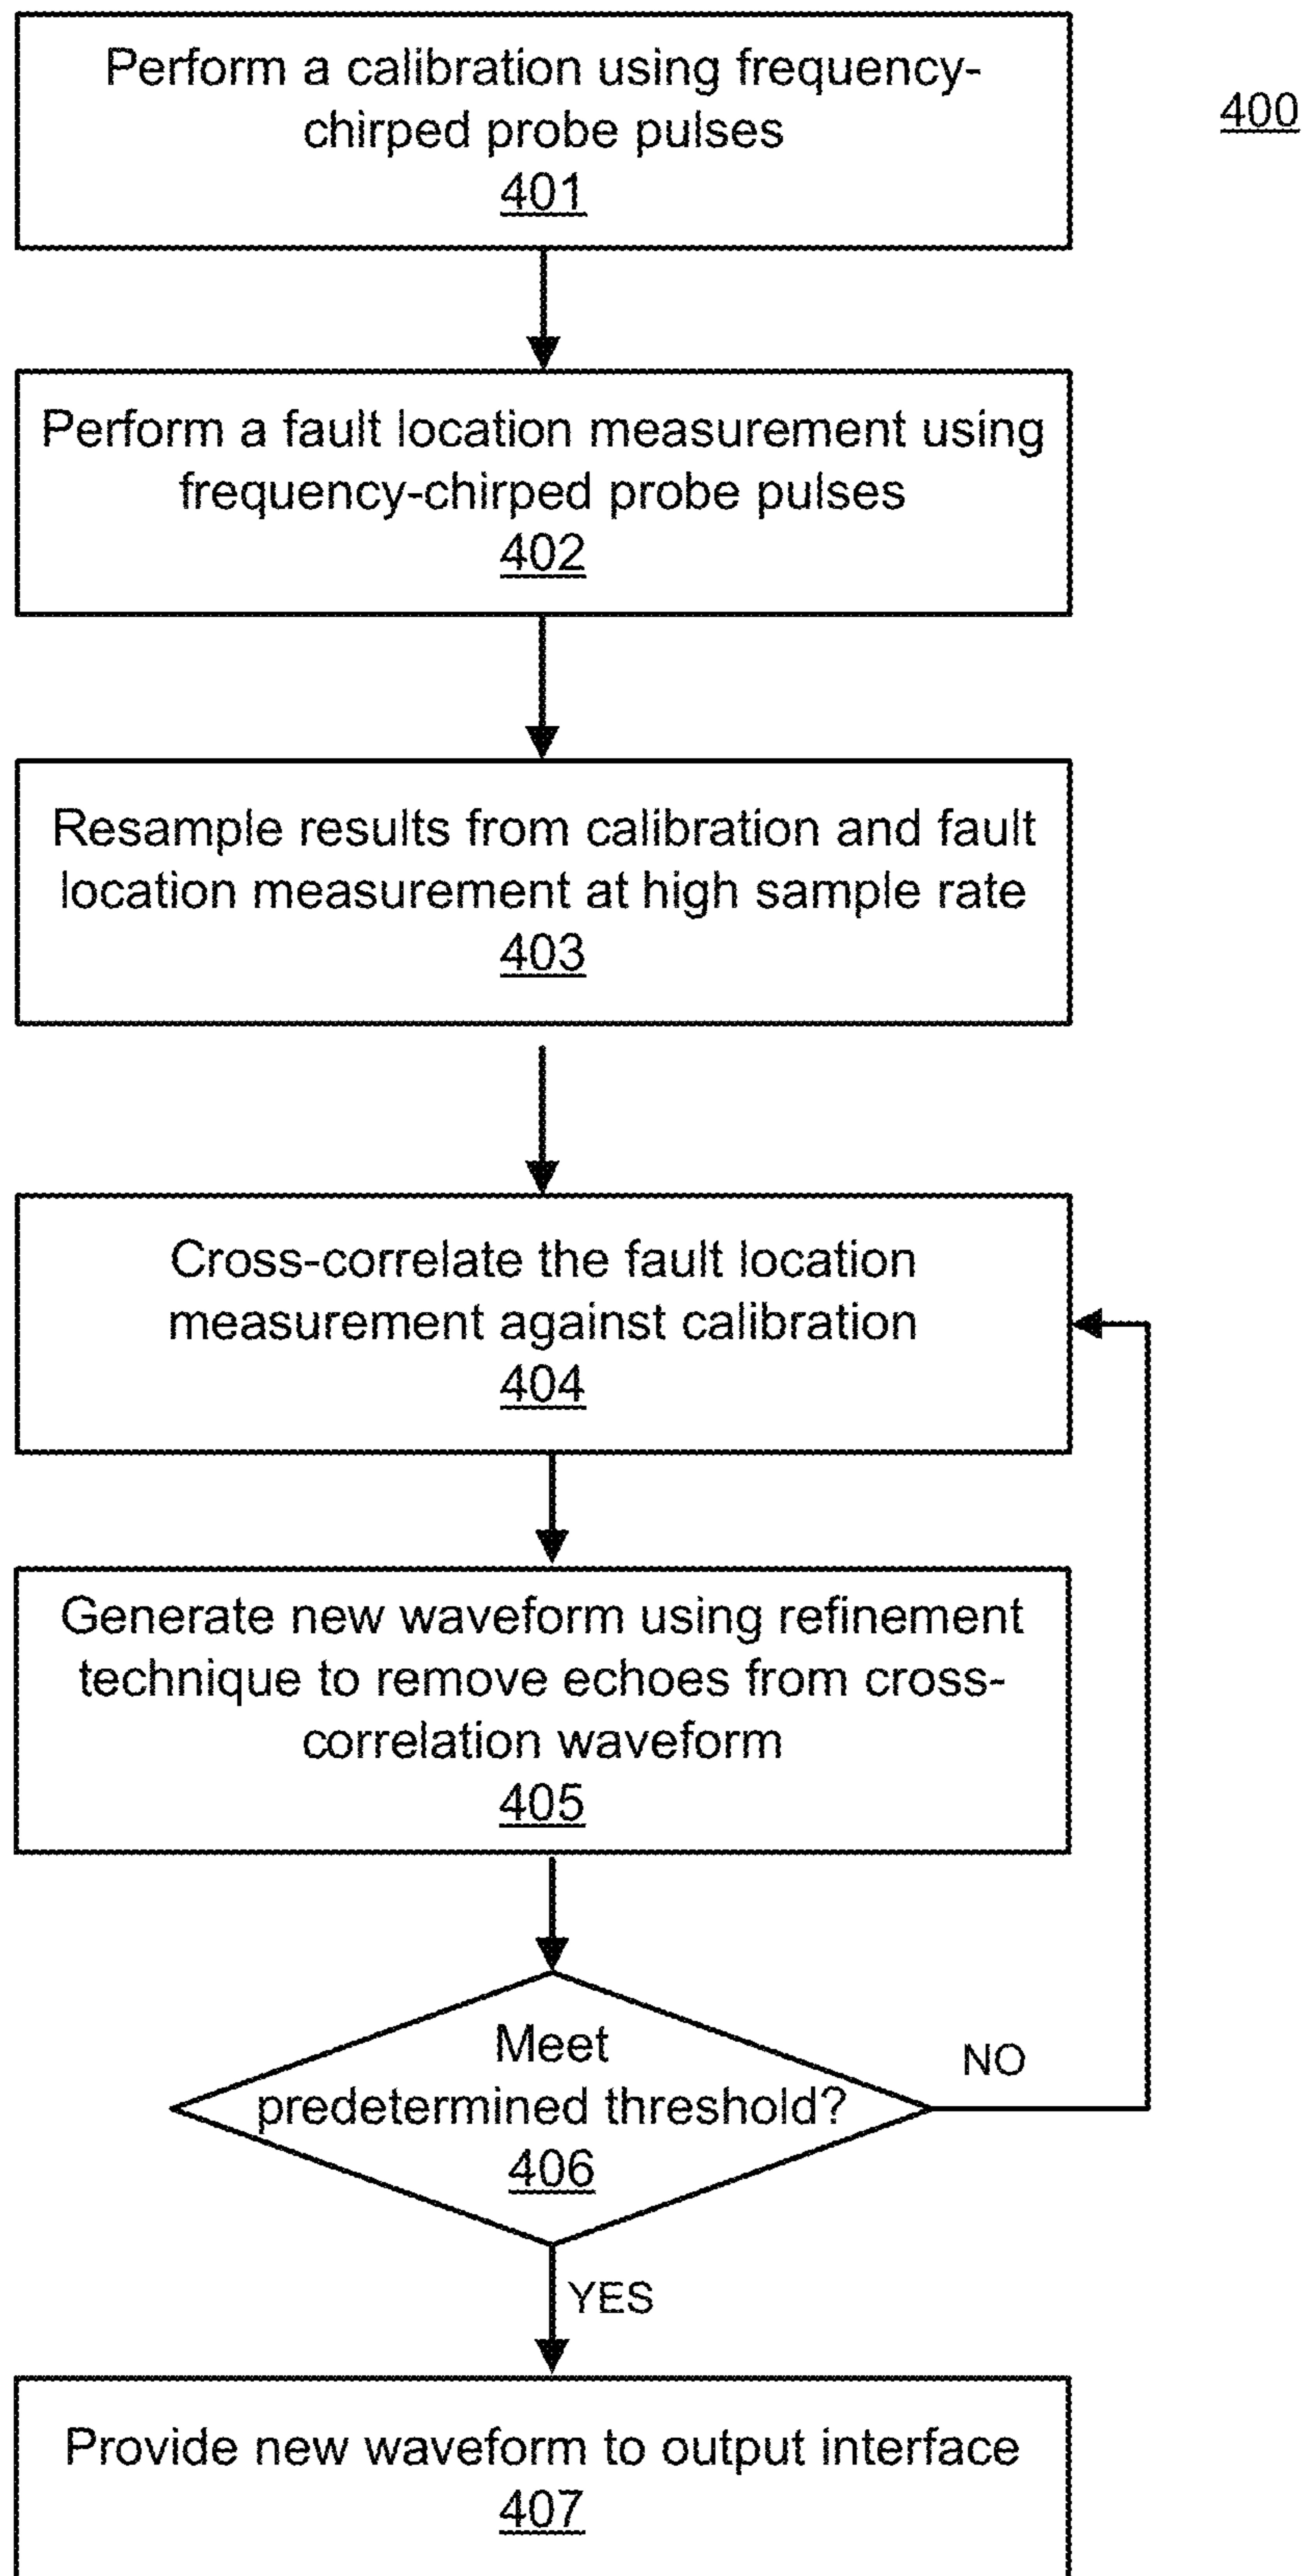 Perform a calibration using frequency-
chirped probe pulses
401
400
Perform a fault location measurement using
frequency-chirped probe pulses
402
Resample results from calibration and fault
location measurement at high sample rate
403
Cross-correlate the fault location
measurement against calibration
404
Generate new waveform using refinement
technique to remove echoes from cross-
correlation waveform
405
Meet
predetermined threshold?
406
NO
YES
Provide new waveform to output interface
407